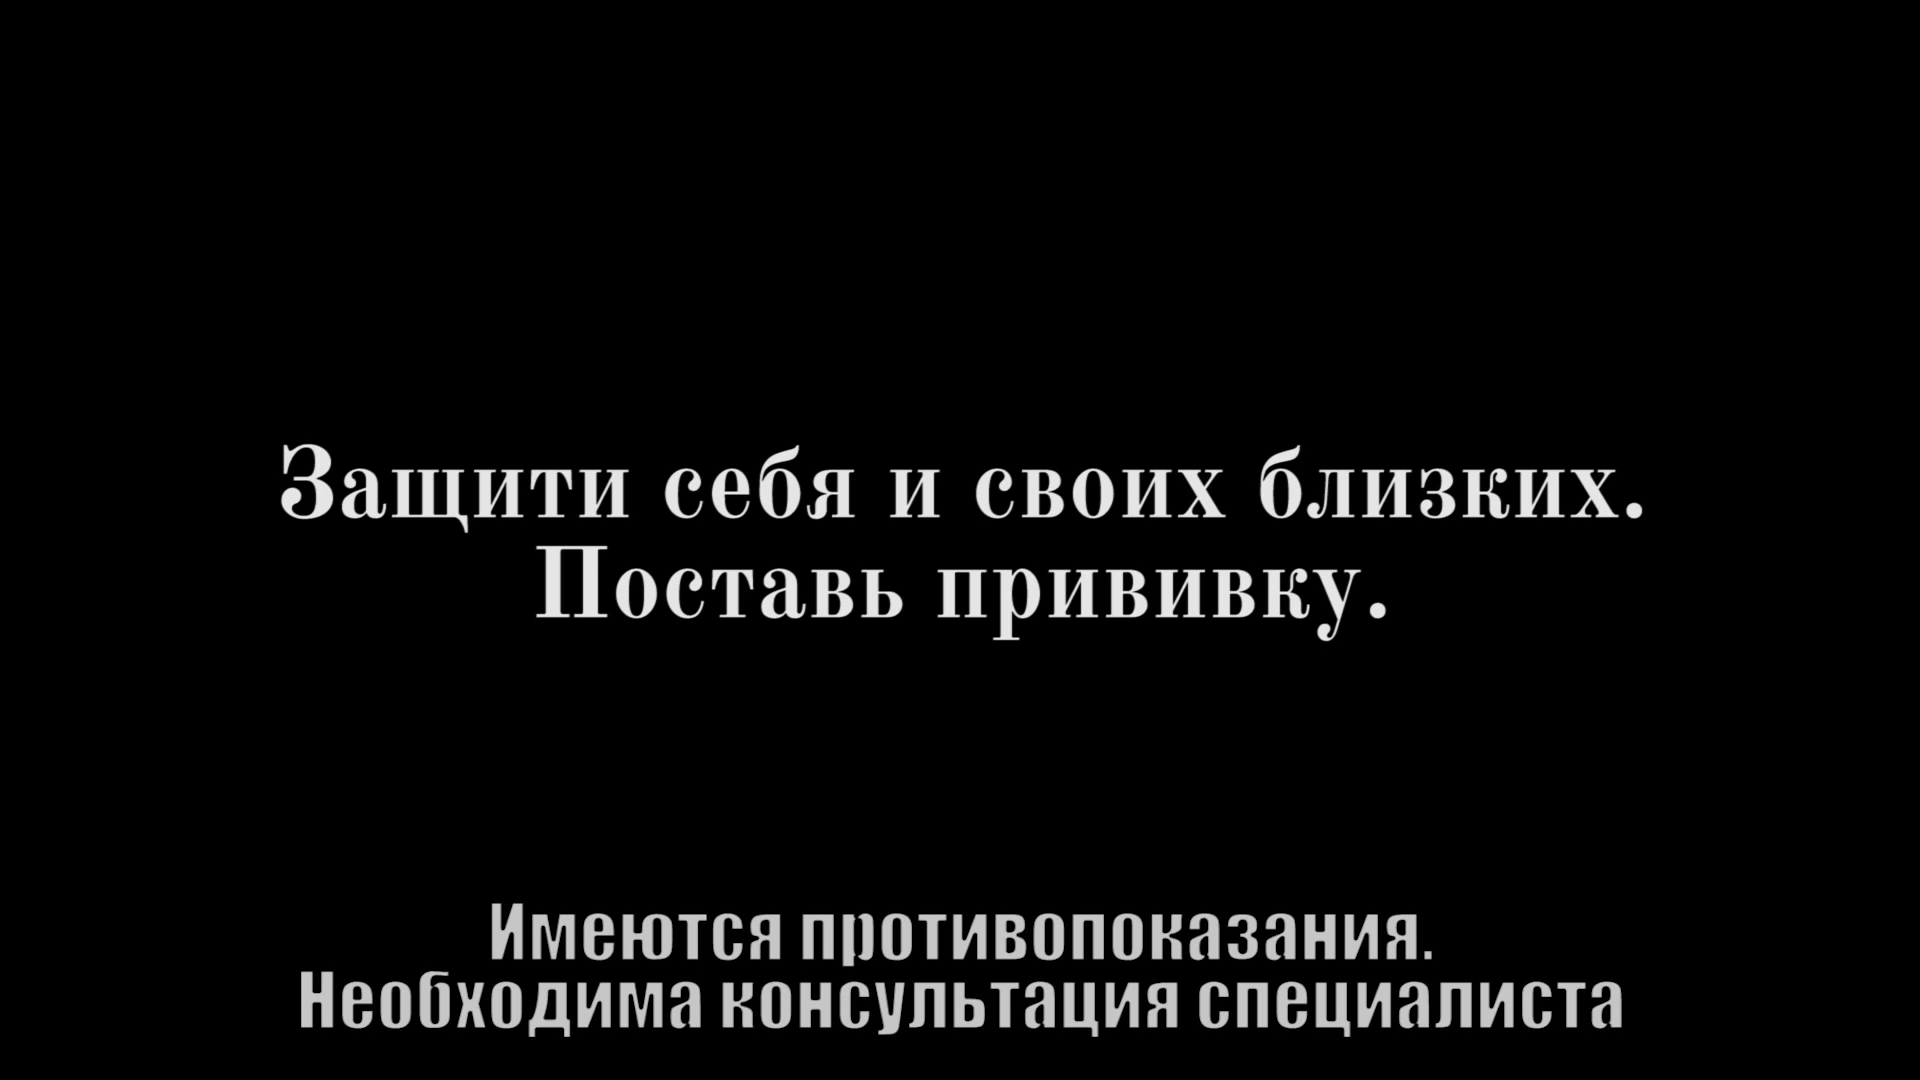 Защити себя и своих близких.
Поставь прививку.
Имеются противопоказания.
Необходима консультация специалиста